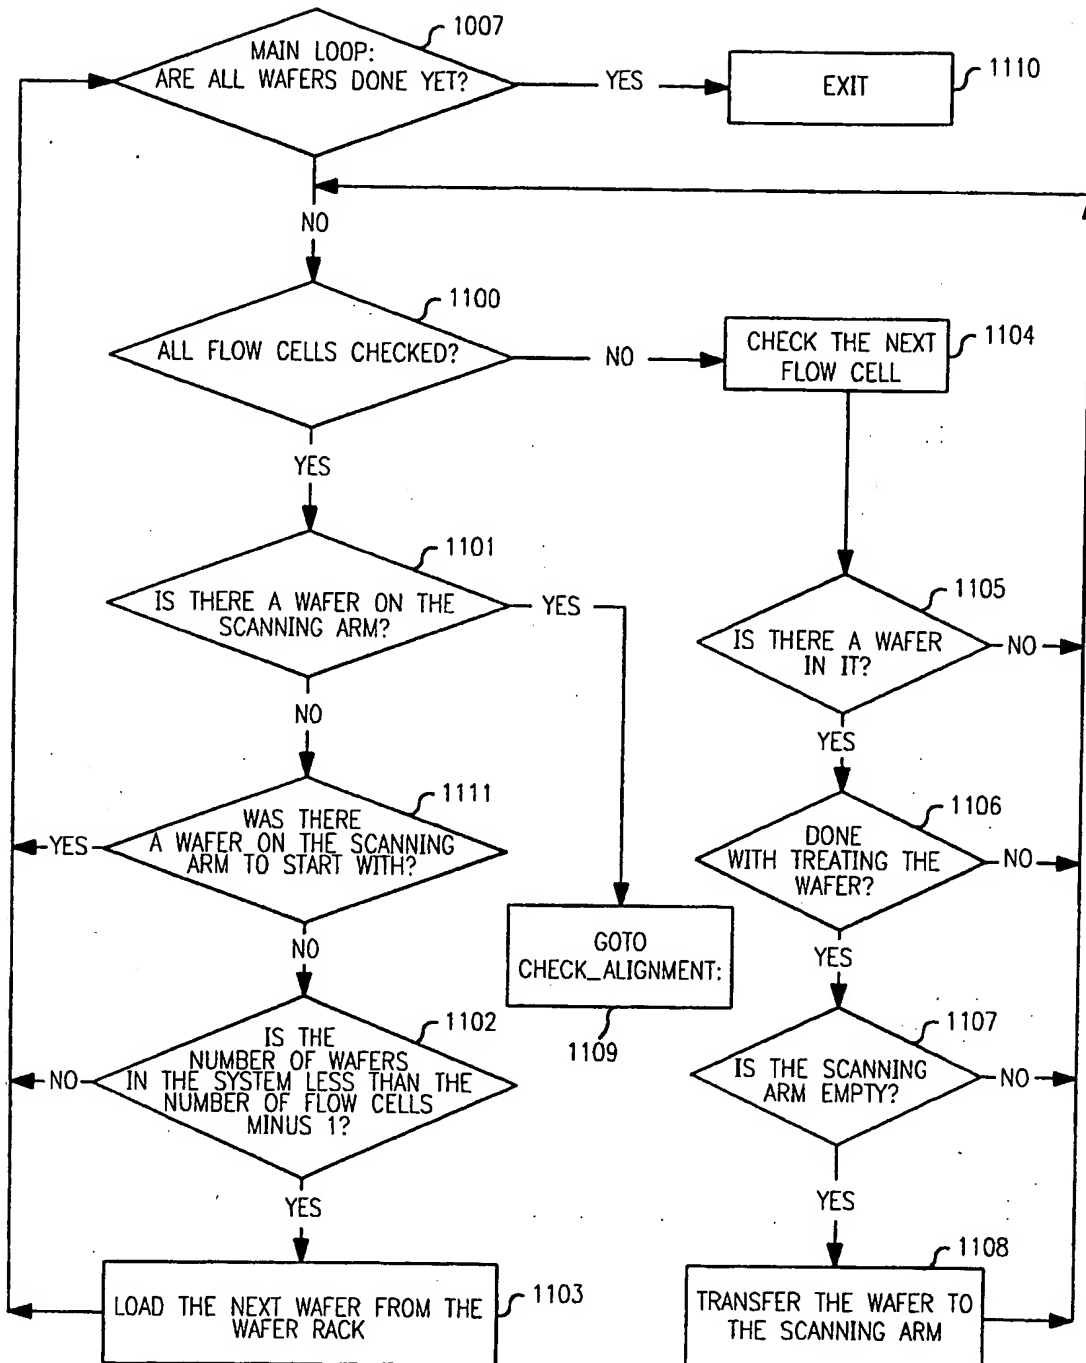 1007
MAIN LOOP:
ARE ALL WAFERS DONE YET?
YES
EXIT
1110
NO
1100
ALL FLOW CELLS CHECKED?
NO
CHECK THE NEXT
FLOW CELL
1104
YES
1101
IS THERE A WAFER ON THE
SCANNING ARM?
YES
1105
IS THERE A WAFER
IN IT?
NO
NO
YES
1111
WAS THERE
A WAFER ON THE SCANNING
ARM TO START WITH?
YES
1106
DONE
WITH TREATING THE
WAFER?
NO
NO
GOTO
CHECK_ALIGNMENT:
1109
YES
1102
IS THE
NUMBER OF WAFERS
IN THE SYSTEM LESS THAN THE
NUMBER OF FLOW CELLS
MINUS 1?
NO
1107
IS THE SCANNING
ARM EMPTY?
NO
YES
YES
LOAD THE NEXT WAFER FROM THE
WAFER RACK
1103
1108
TRANSFER THE WAFER TO
THE SCANNING ARM